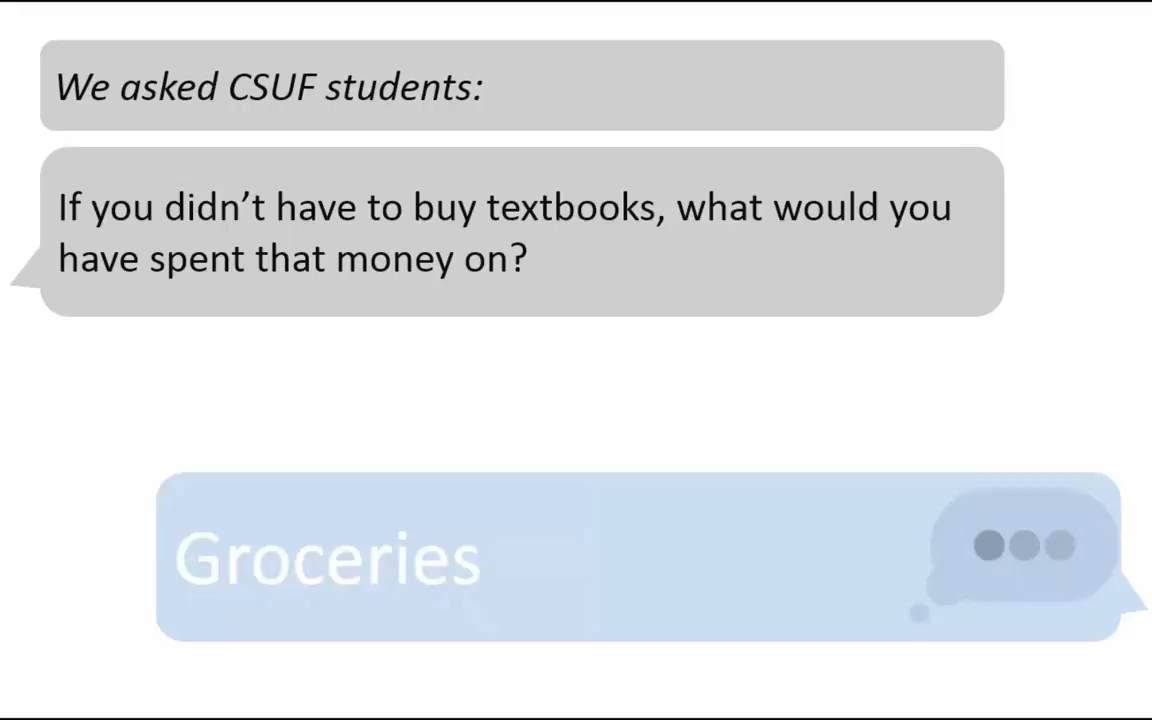 We asked CSUF students:
If you didn’t have to buy textbooks, what would you
have spent that money on?
Groceries